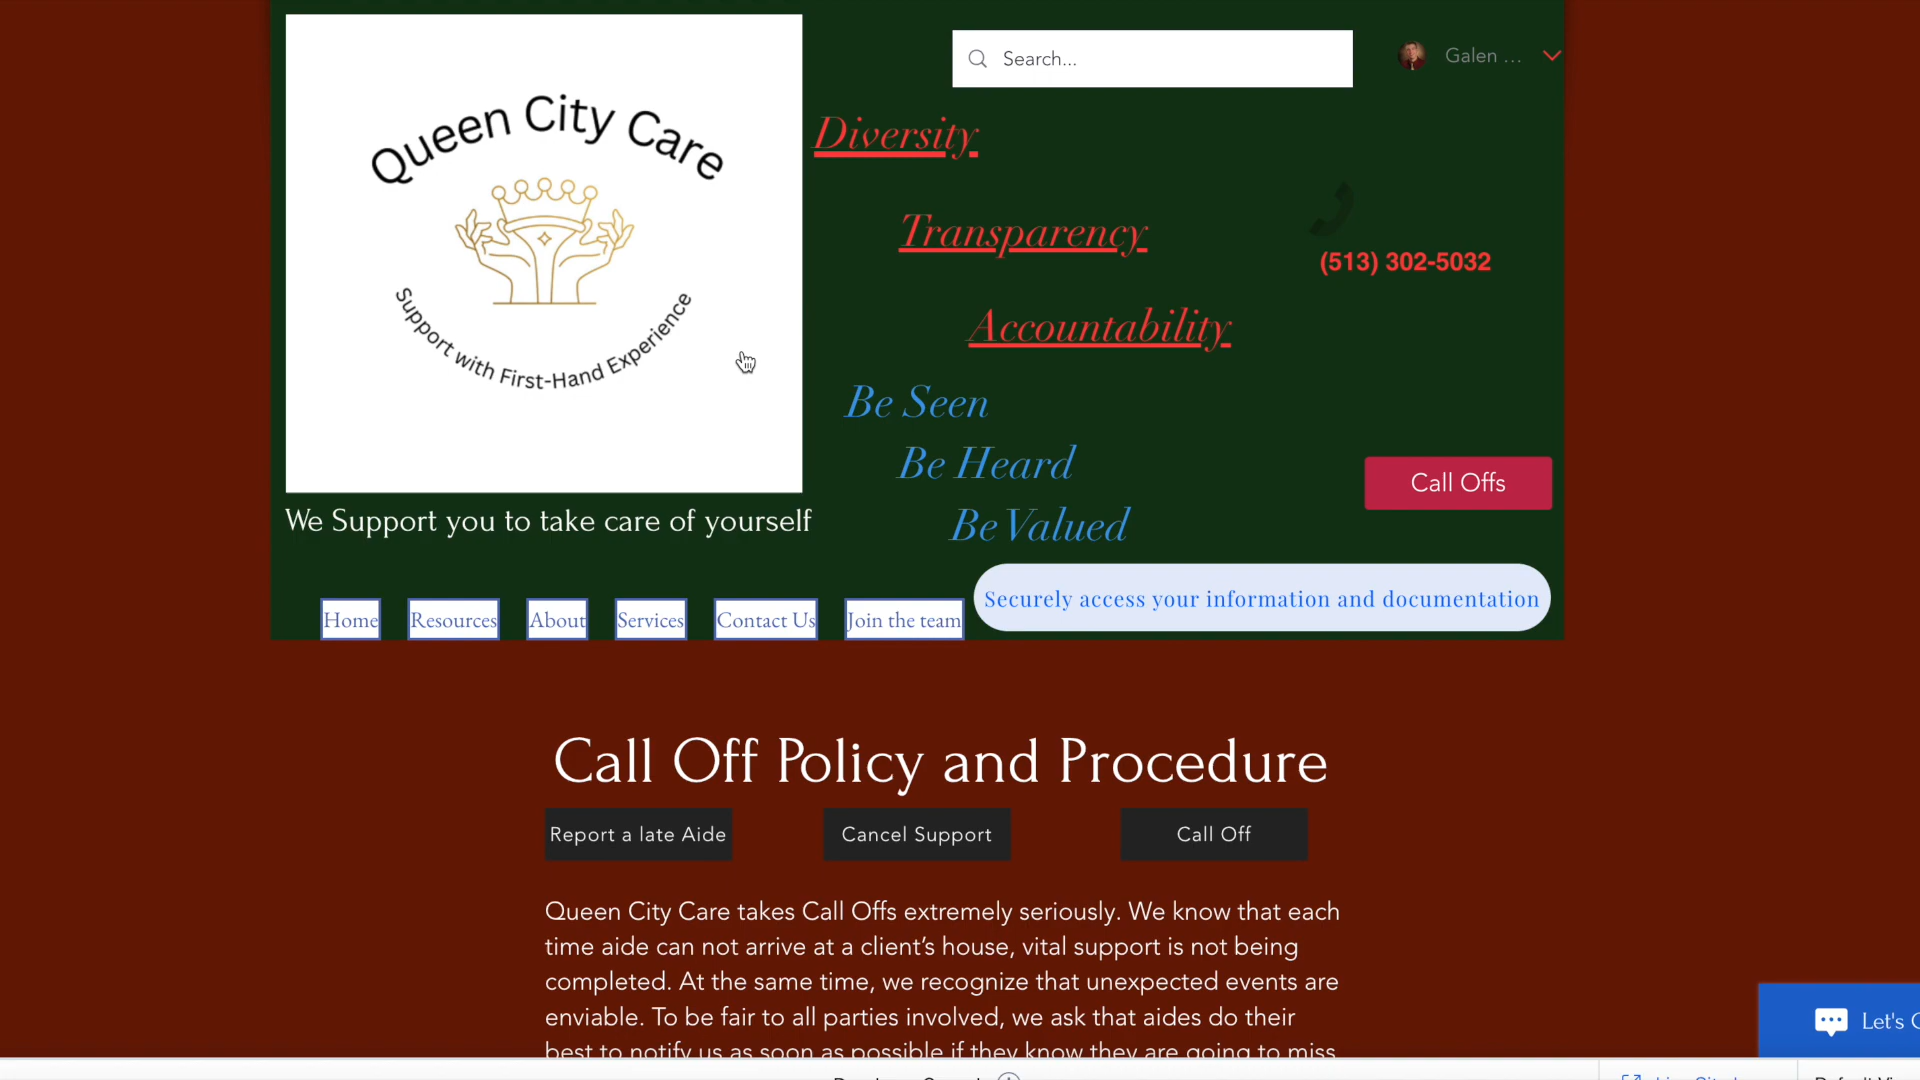 Queen City Care
Support with First-Hand Experience
We Support you to take care of yourself
Search...
Galen ...
Diversity
Transparency
Accountability
(513) 302-5032
Be Seen
Be Heard
Be Valued
Call Offs
Securely access your information and documentation
Home
Resources
About
Services
Contact Us
Join the team
Call Off Policy and Procedure
Report a late Aide
Cancel Support
Call Off
Queen City Care takes Call Offs extremely seriously. We know that each
time aide can not arrive at a client’s house, vital support is not being
completed. At the same time, we recognize that unexpected events are
enviable. To be fair to all parties involved, we ask that aides do their
best to notify us as soon as possible if they know they are going to miss
Let's